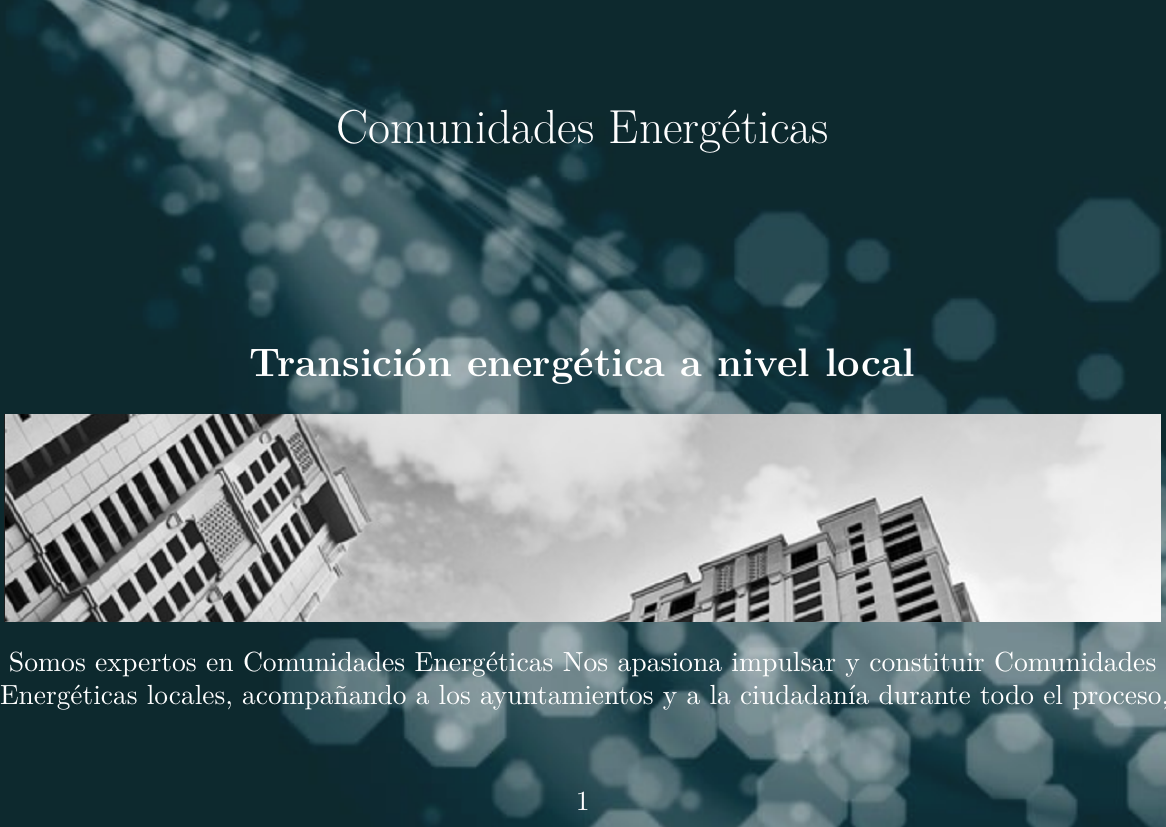 Comunidades Energéticas
Transición energética a nivel local
Somos expertos en Comunidades Energéticas Nos apasiona impulsar y constituir Comunidades
Energéticas locales, acompañando a los ayuntamientos y a la ciudadanía durante todo el proceso,
1